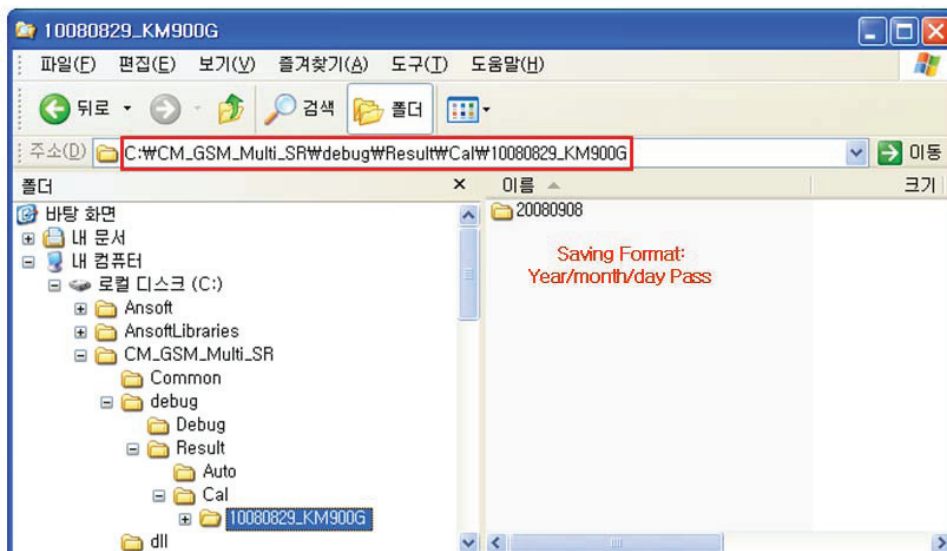 10080829_KM900G
파일(F) 편집(E) 보기(V) 즐겨찾기(A) 도구(T) 도움말(H)
뒤로 검색 폴더
주소(D) C:₩CM_GSM_Multi_SR₩debug₩Result₩Cal₩10080829_KM900G 이동
폴더 이름 크기
바탕 화면
내 문서
내 컴퓨터
로컬 디스크 (C:)
Ansoft
AnsoftLibraries
CM_GSM_Multi_SR
Common
debug
Debug
Result
Auto
Cal
10080829_KM900G
dll
20080908
Saving Format:
Year/month/day Pass